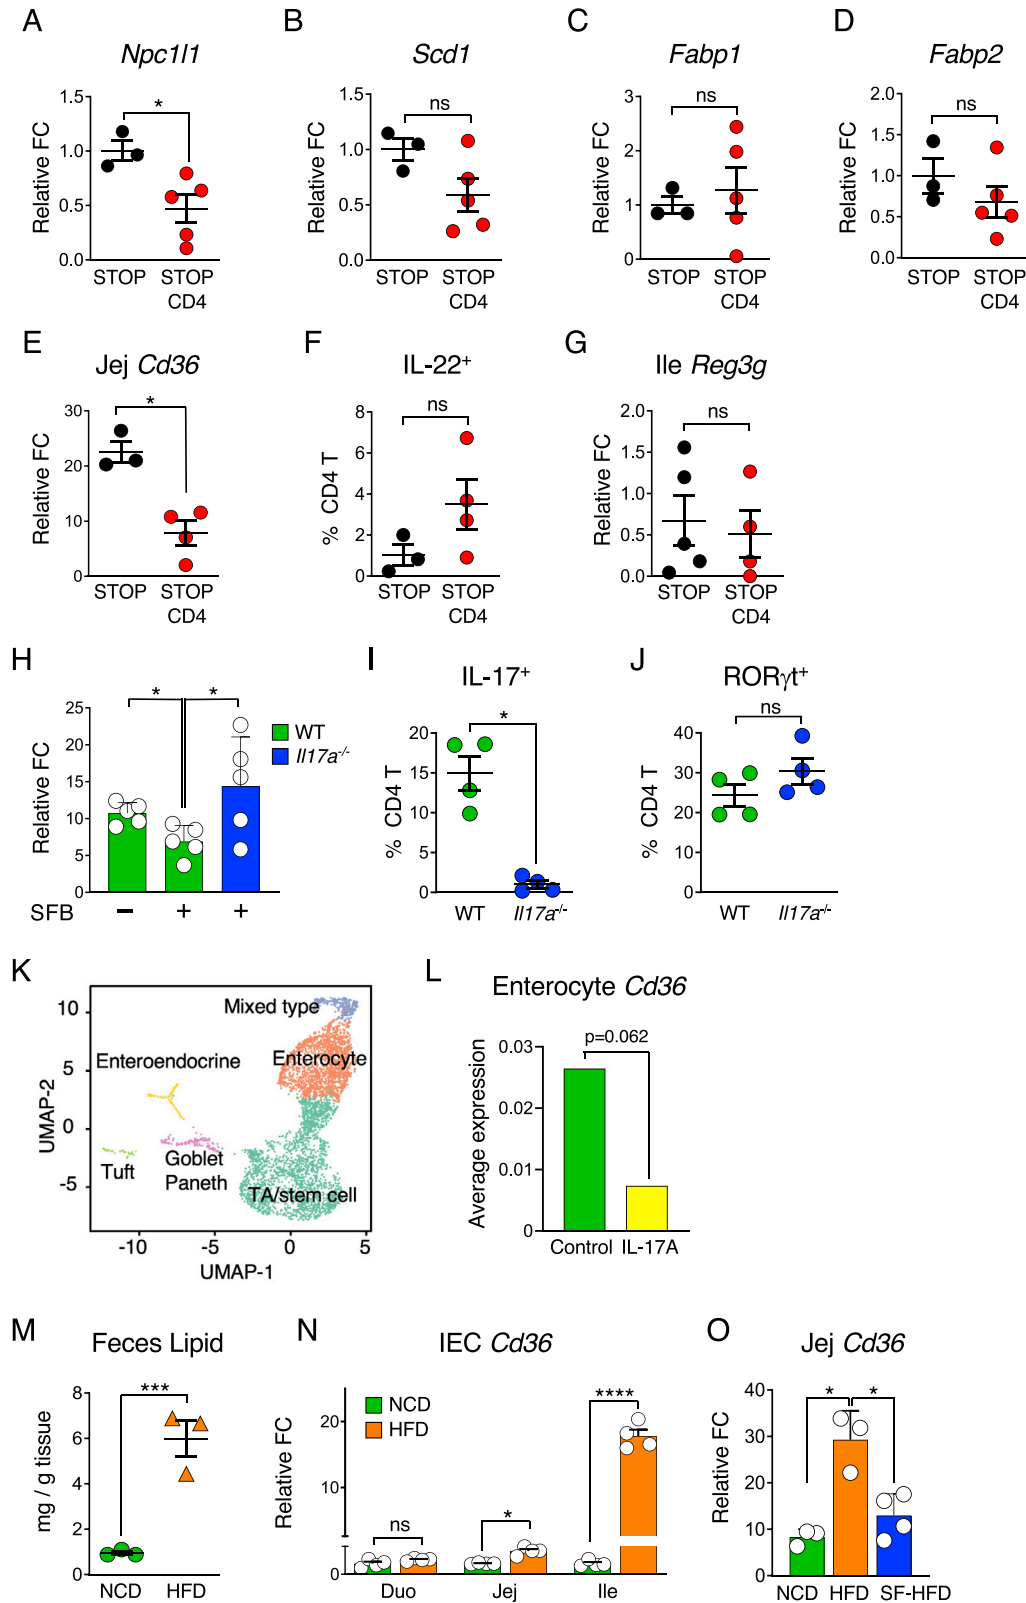 A
Npc1l1
Relative FC
1.5
1.0
0.5
0.0
*
STOP
STOP
CD4
B
Scd1
Relative FC
1.5
1.0
0.5
0.0
ns
STOP
STOP
CD4
C
Fabp1
Relative FC
3
2
1
0
ns
STOP
STOP
CD4
D
Fabp2
Relative FC
2.0
1.5
1.0
0.5
0.0
ns
STOP
STOP
CD4
E
Jej Cd36
Relative FC
30
20
10
0
*
STOP
STOP
CD4
F
IL-22+
% CD4 T
8
6
4
2
0
ns
STOP
STOP
CD4
G
Ile Reg3g
Relative FC
2.0
1.5
1.0
0.5
0.0
ns
STOP
STOP
CD4
H
Relative FC
25
20
15
10
5
0
* *
WT
Il17a-/-
SFB − + +
I
IL-17+
% CD4 T
20
15
10
5
0
*
WT Il17a-/-
J
RORγt+
% CD4 T
40
30
20
10
0
ns
WT Il17a-/-
K
UMAP-2
10
5
0
-5
Mixed type
Enterocyte
Enteroendocrine
Goblet
Paneth
Tuft
TA/stem cell
-10 -5 0 5
UMAP-1
L
Enterocyte Cd36
Average expression
0.03
0.02
0.01
0
p=0.062
Control IL-17A
M
Feces Lipid
mg / g tissue
8
6
4
2
0
***
NCD HFD
N
IEC Cd36
Relative FC
20
0
NCD
HFD
ns
*
****
Duo Jej Ile
O
Jej Cd36
Relative FC
40
30
20
10
0
* *
NCD HFD SF-HFD